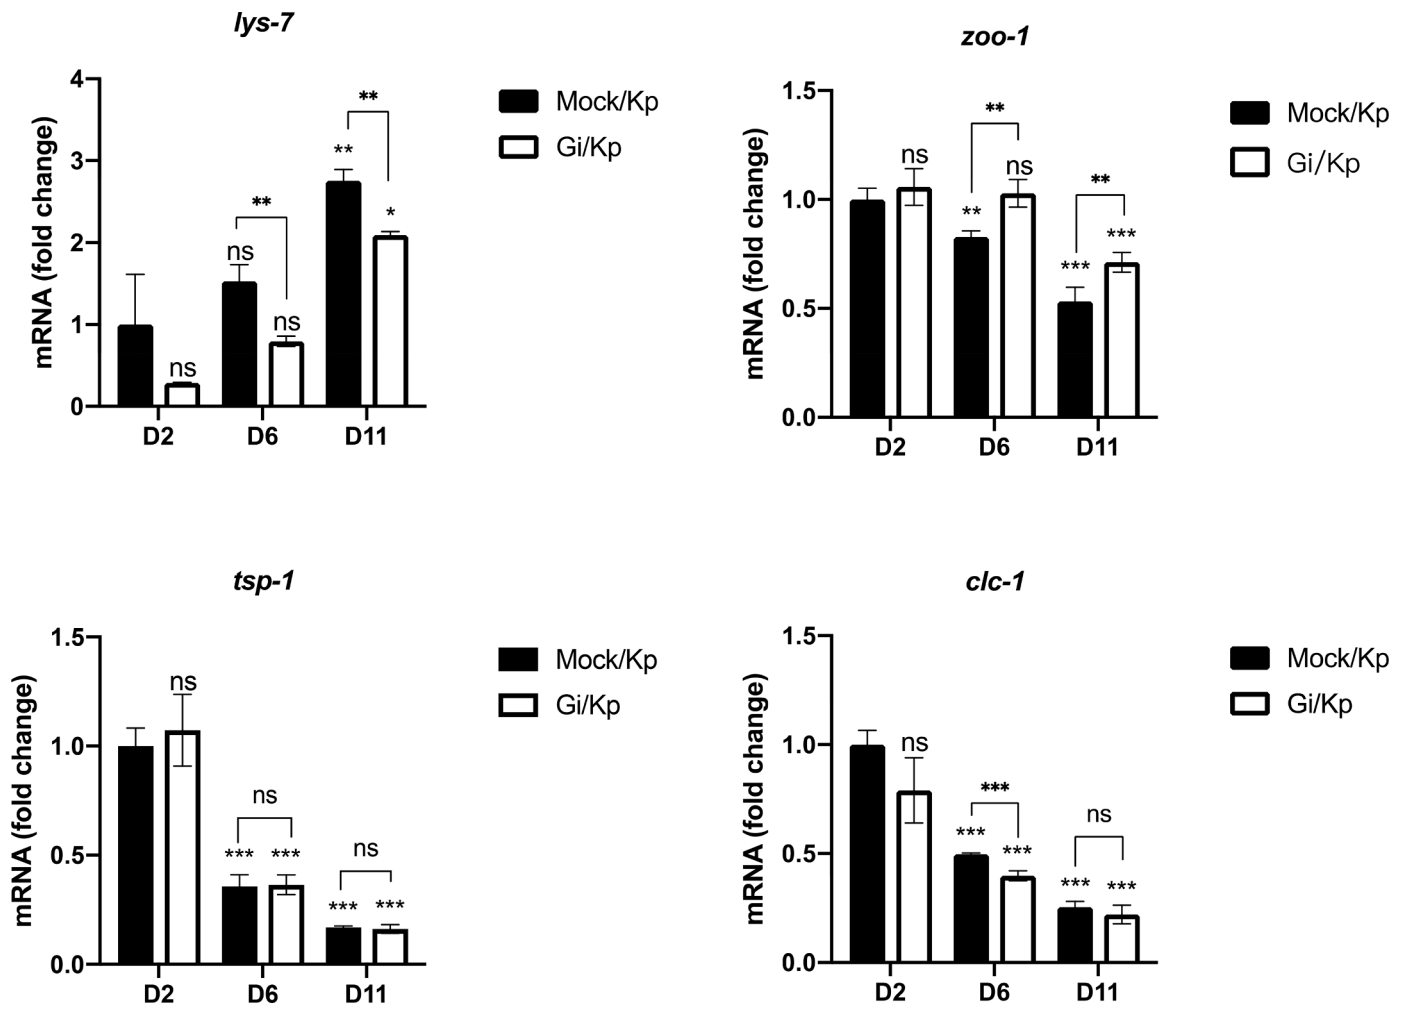 lys-7
mRNA (fold change)
4
3
2
1
0
**
**
ns
**
*
ns
ns
D2 D6 D11
Mock/Kp
Gi/Kp
zoo-1
mRNA (fold change)
1.5
1.0
0.5
0.0
**
ns
ns
**
**
***
***
D2 D6 D11
Mock/Kp
Gi/Kp
tsp-1
mRNA (fold change)
1.5
1.0
0.5
0.0
ns
ns
*** ***
ns
*** ***
D2 D6 D11
Mock/Kp
Gi/Kp
clc-1
mRNA (fold change)
1.5
1.0
0.5
0.0
ns
***
***
***
ns
*** ***
D2 D6 D11
Mock/Kp
Gi/Kp